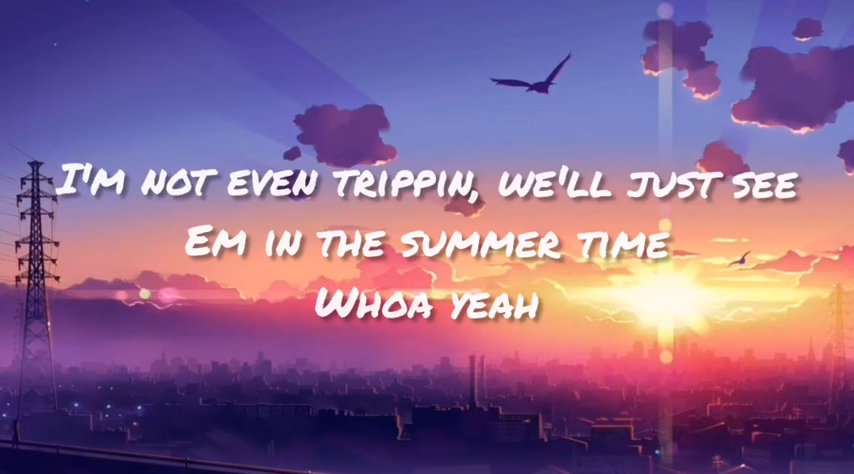 I'm not even trippin, we'll just see
Em in the summer time
Whoa yeah